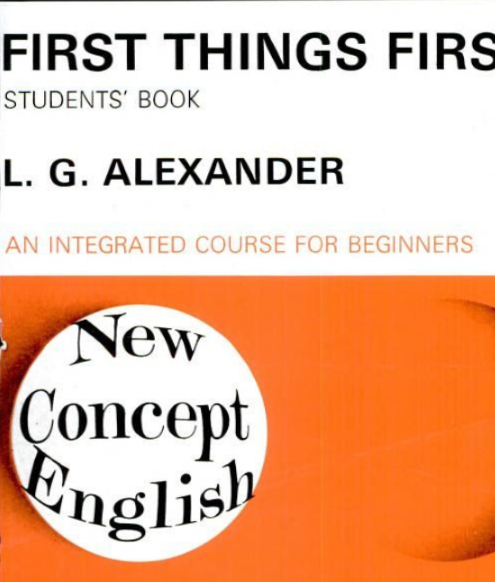 FIRST THINGS FIRS
STUDENTS' BOOK
L. G. ALEXANDER
AN INTEGRATED COURSE FOR BEGINNERS
New
Concept
English